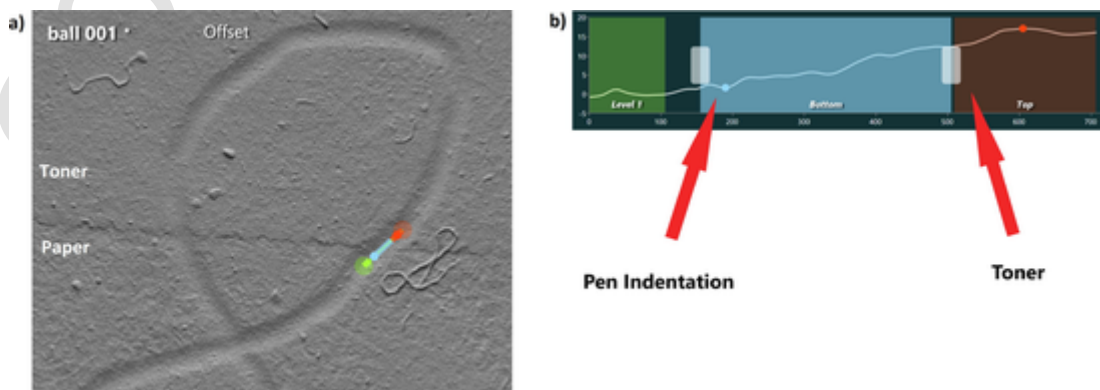 a)
ball 001
Offset
Toner
Paper
b)
20
15
10
5
0
-5
Level 1
Bottom
Top
0
100
200
300
400
500
600
700
Pen Indentation
Toner